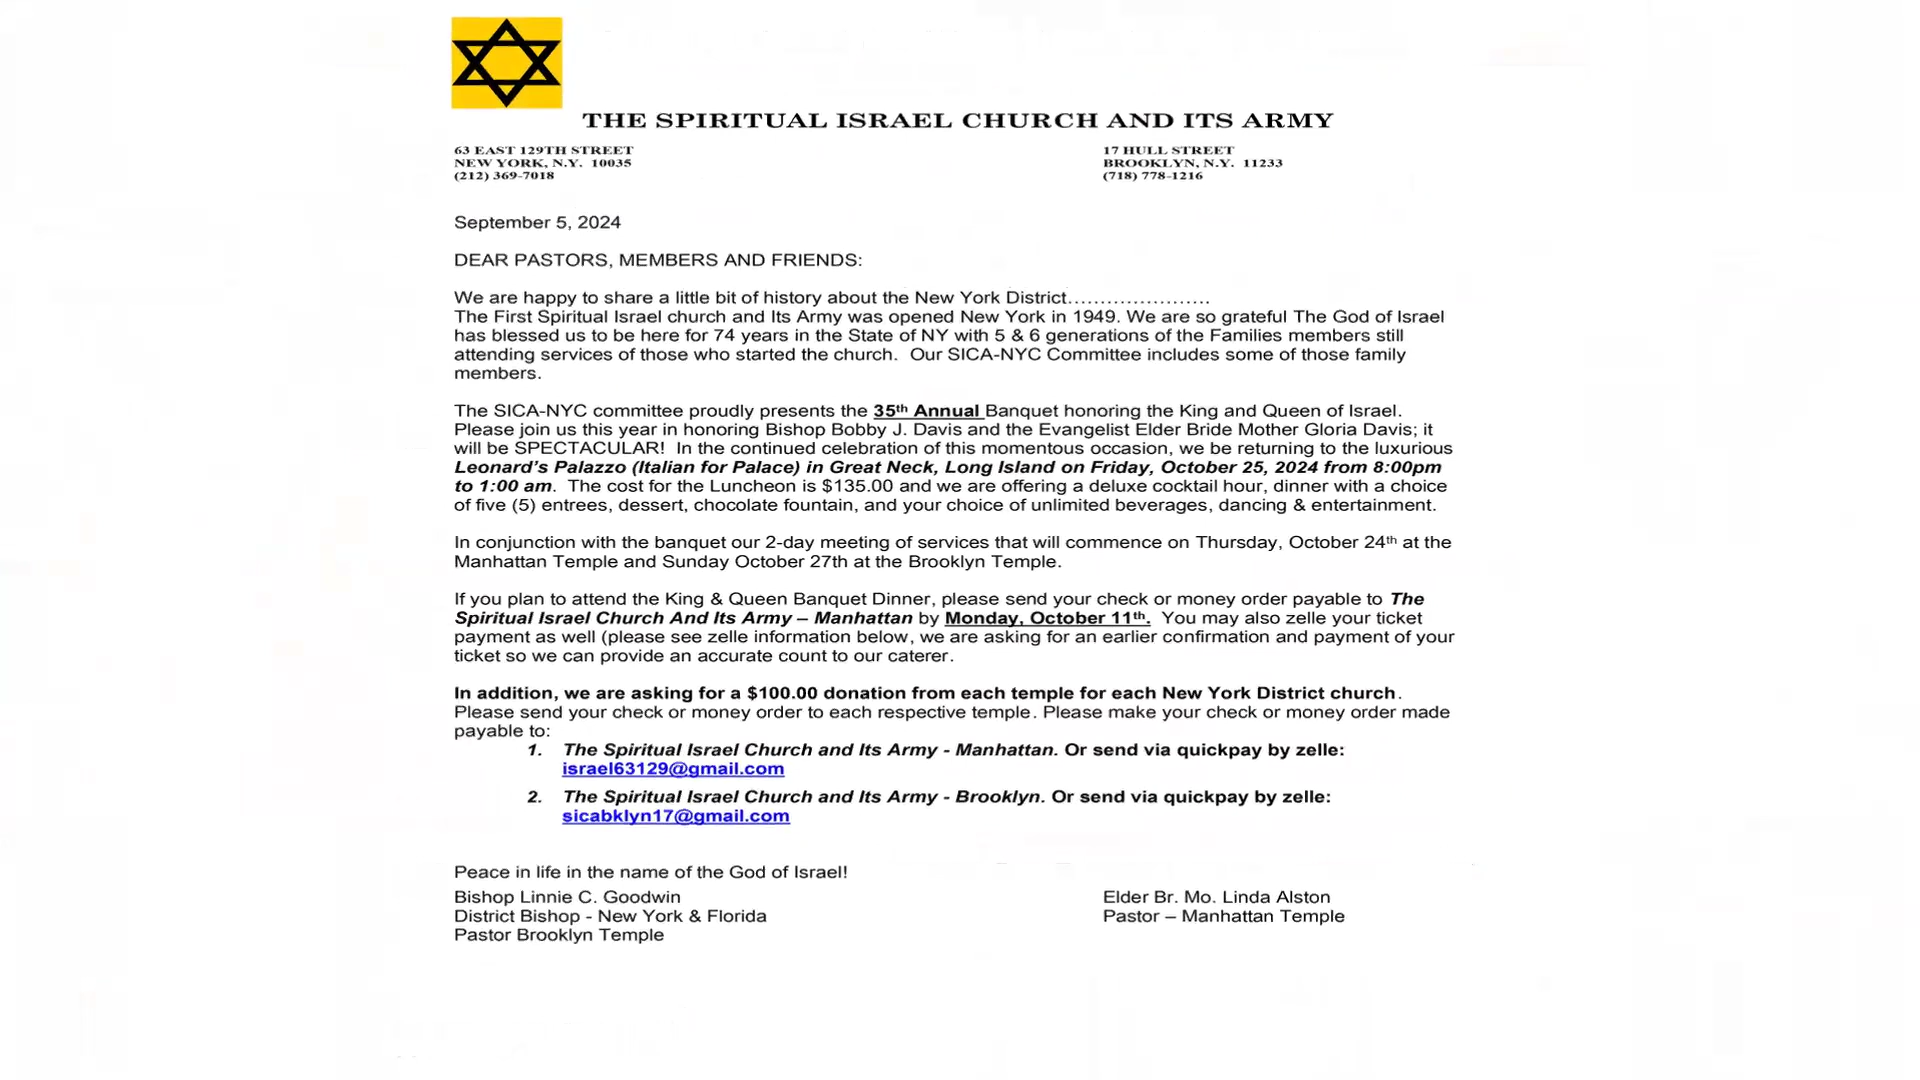 THE SPIRITUAL ISRAEL CHURCH AND ITS ARMY
63 EAST 129TH STREET
NEW YORK, N.Y. 10035
(212) 369-7018
17 HULL STREET
BROOKLYN, N.Y. 11233
(718) 778-1216
September 5, 2024
DEAR PASTORS, MEMBERS AND FRIENDS:
We are happy to share a little bit of history about the New York District......................
The First Spiritual Israel church and Its Army was opened New York in 1949. We are so grateful The God of Israel
has blessed us to be here for 74 years in the State of NY with 5 & 6 generations of the Families members still
attending services of those who started the church.  Our SICA-NYC Committee includes some of those family
members.
The SICA-NYC committee proudly presents the 35th Annual Banquet honoring the King and Queen of Israel.
Please join us this year in honoring Bishop Bobby J. Davis and the Evangelist Elder Bride Mother Gloria Davis; it
will be SPECTACULAR!  In the continued celebration of this momentous occasion, we be returning to the luxurious
Leonard's Palazzo (Italian for Palace) in Great Neck, Long Island on Friday, October 25, 2024 from 8:00pm
to 1:00 am.  The cost for the Luncheon is $135.00 and we are offering a deluxe cocktail hour, dinner with a choice
of five (5) entrees, dessert, chocolate fountain, and your choice of unlimited beverages, dancing & entertainment.
In conjunction with the banquet our 2-day meeting of services that will commence on Thursday, October 24th at the
Manhattan Temple and Sunday October 27th at the Brooklyn Temple.
If you plan to attend the King & Queen Banquet Dinner, please send your check or money order payable to The
Spiritual Israel Church And Its Army – Manhattan by Monday, October 11th.  You may also zelle your ticket
payment as well (please see zelle information below, we are asking for an earlier confirmation and payment of your
ticket so we can provide an accurate count to our caterer.
In addition, we are asking for a $100.00 donation from each temple for each New York District church.
Please send your check or money order to each respective temple. Please make your check or money order made
payable to:
1. The Spiritual Israel Church and Its Army - Manhattan. Or send via quickpay by zelle:
israel63129@gmail.com
2. The Spiritual Israel Church and Its Army - Brooklyn. Or send via quickpay by zelle:
sicabklyn17@gmail.com
Peace in life in the name of the God of Israel!
Bishop Linnie C. Goodwin
District Bishop - New York & Florida
Pastor Brooklyn Temple
Elder Br. Mo. Linda Alston
Pastor – Manhattan Temple